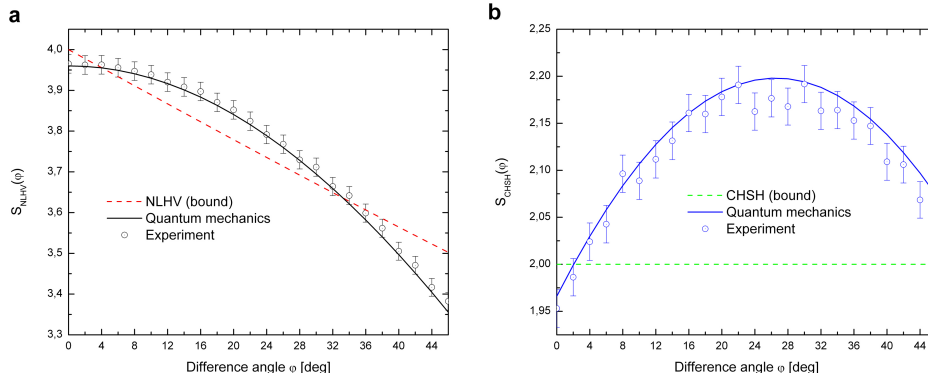 a
4,0
3,9
3,8
3,7
3,6
3,5
3,4
3,3
S_NLHV(φ)
NLHV (bound)
Quantum mechanics
Experiment
0 4 8 12 16 20 24 28 32 36 40 44
Difference angle φ [deg]
b
2,25
2,20
2,15
2,10
2,05
2,00
1,95
S_CHSH(φ)
CHSH (bound)
Quantum mechanics
Experiment
0 4 8 12 16 20 24 28 32 36 40 44
Difference angle φ [deg]